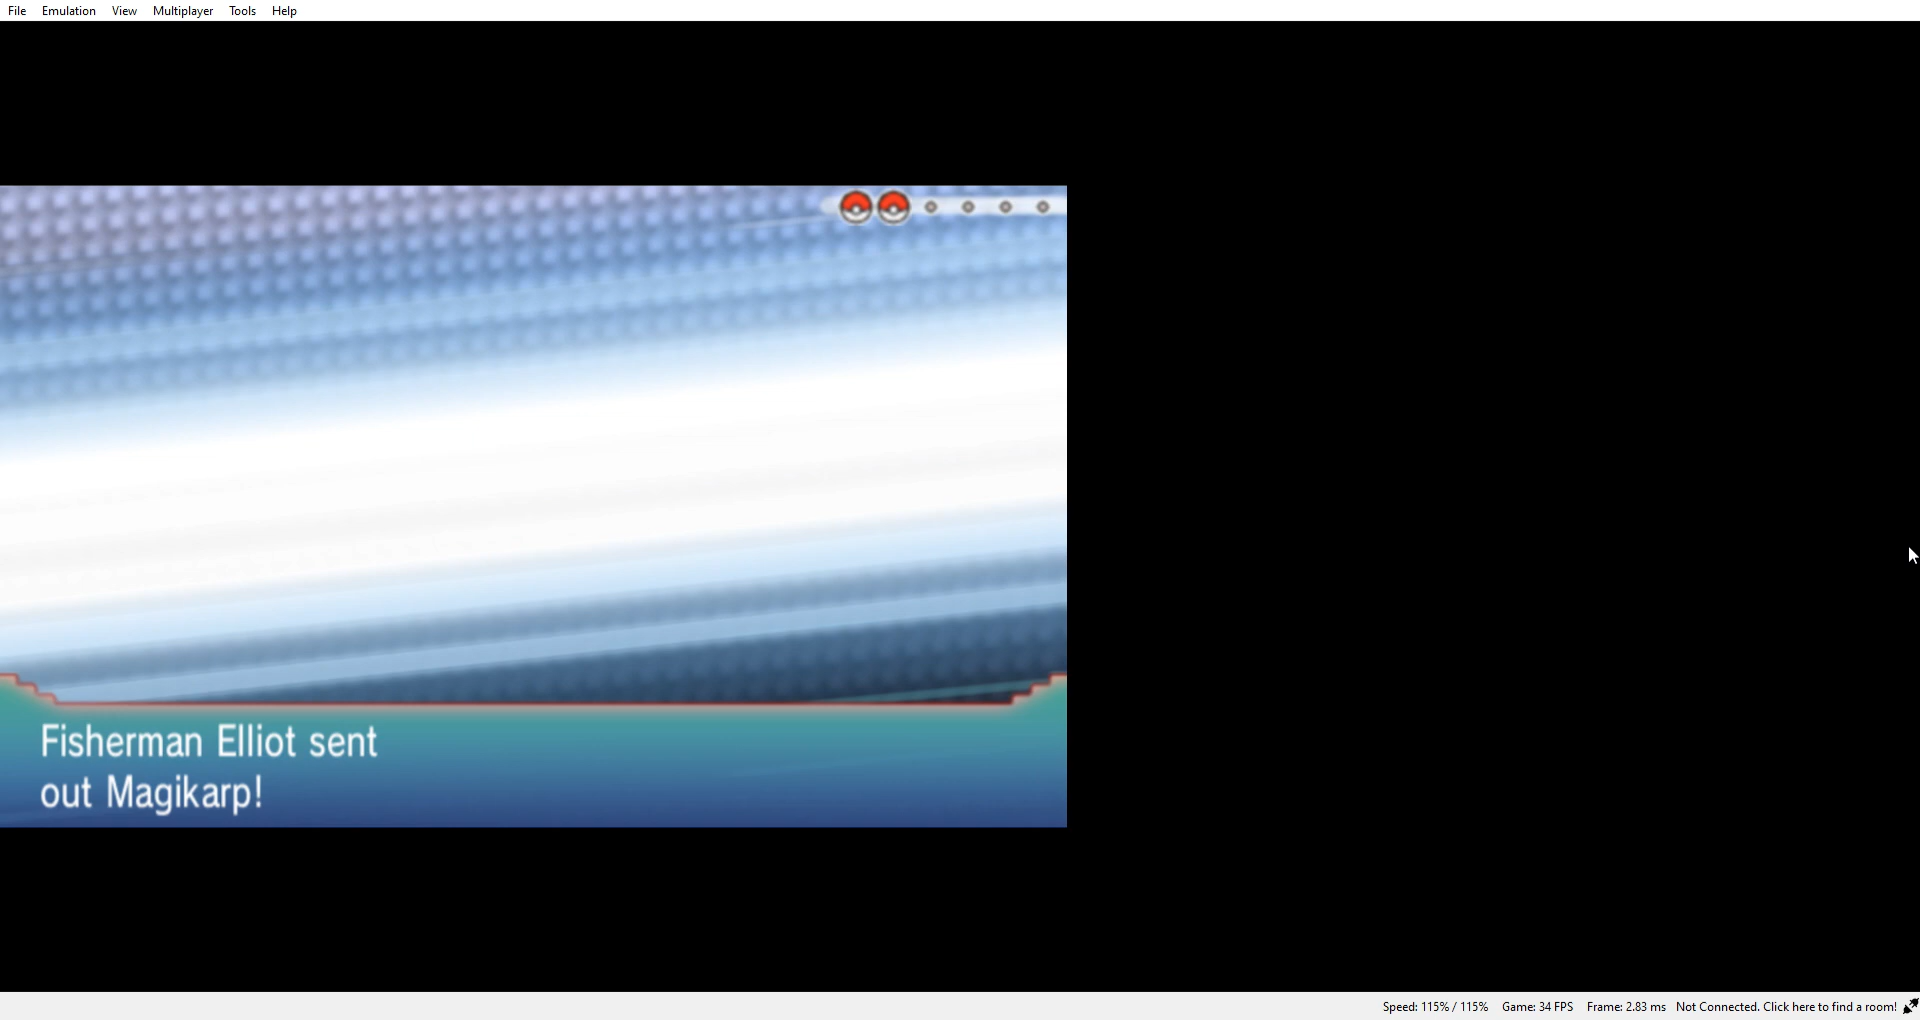 File Emulation View Multiplayer Tools Help
Fisherman Elliot sent
out Magikarp!
Speed: 115% / 115% Game: 34 FPS Frame: 2.83 ms Not Connected. Click here to find a room!